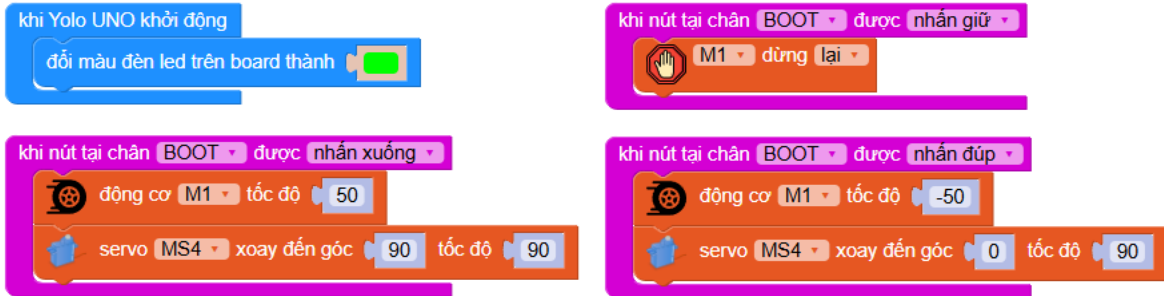 khi Yolo UNO khởi động
đổi màu đèn led trên board thành
khi nút tại chân BOOT được nhấn giữ
M1 dừng lại
khi nút tại chân BOOT được nhấn xuống
động cơ M1 tốc độ 50
servo MS4 xoay đến góc 90 tốc độ 90
khi nút tại chân BOOT được nhấn đúp
động cơ M1 tốc độ -50
servo MS4 xoay đến góc 0 tốc độ 90